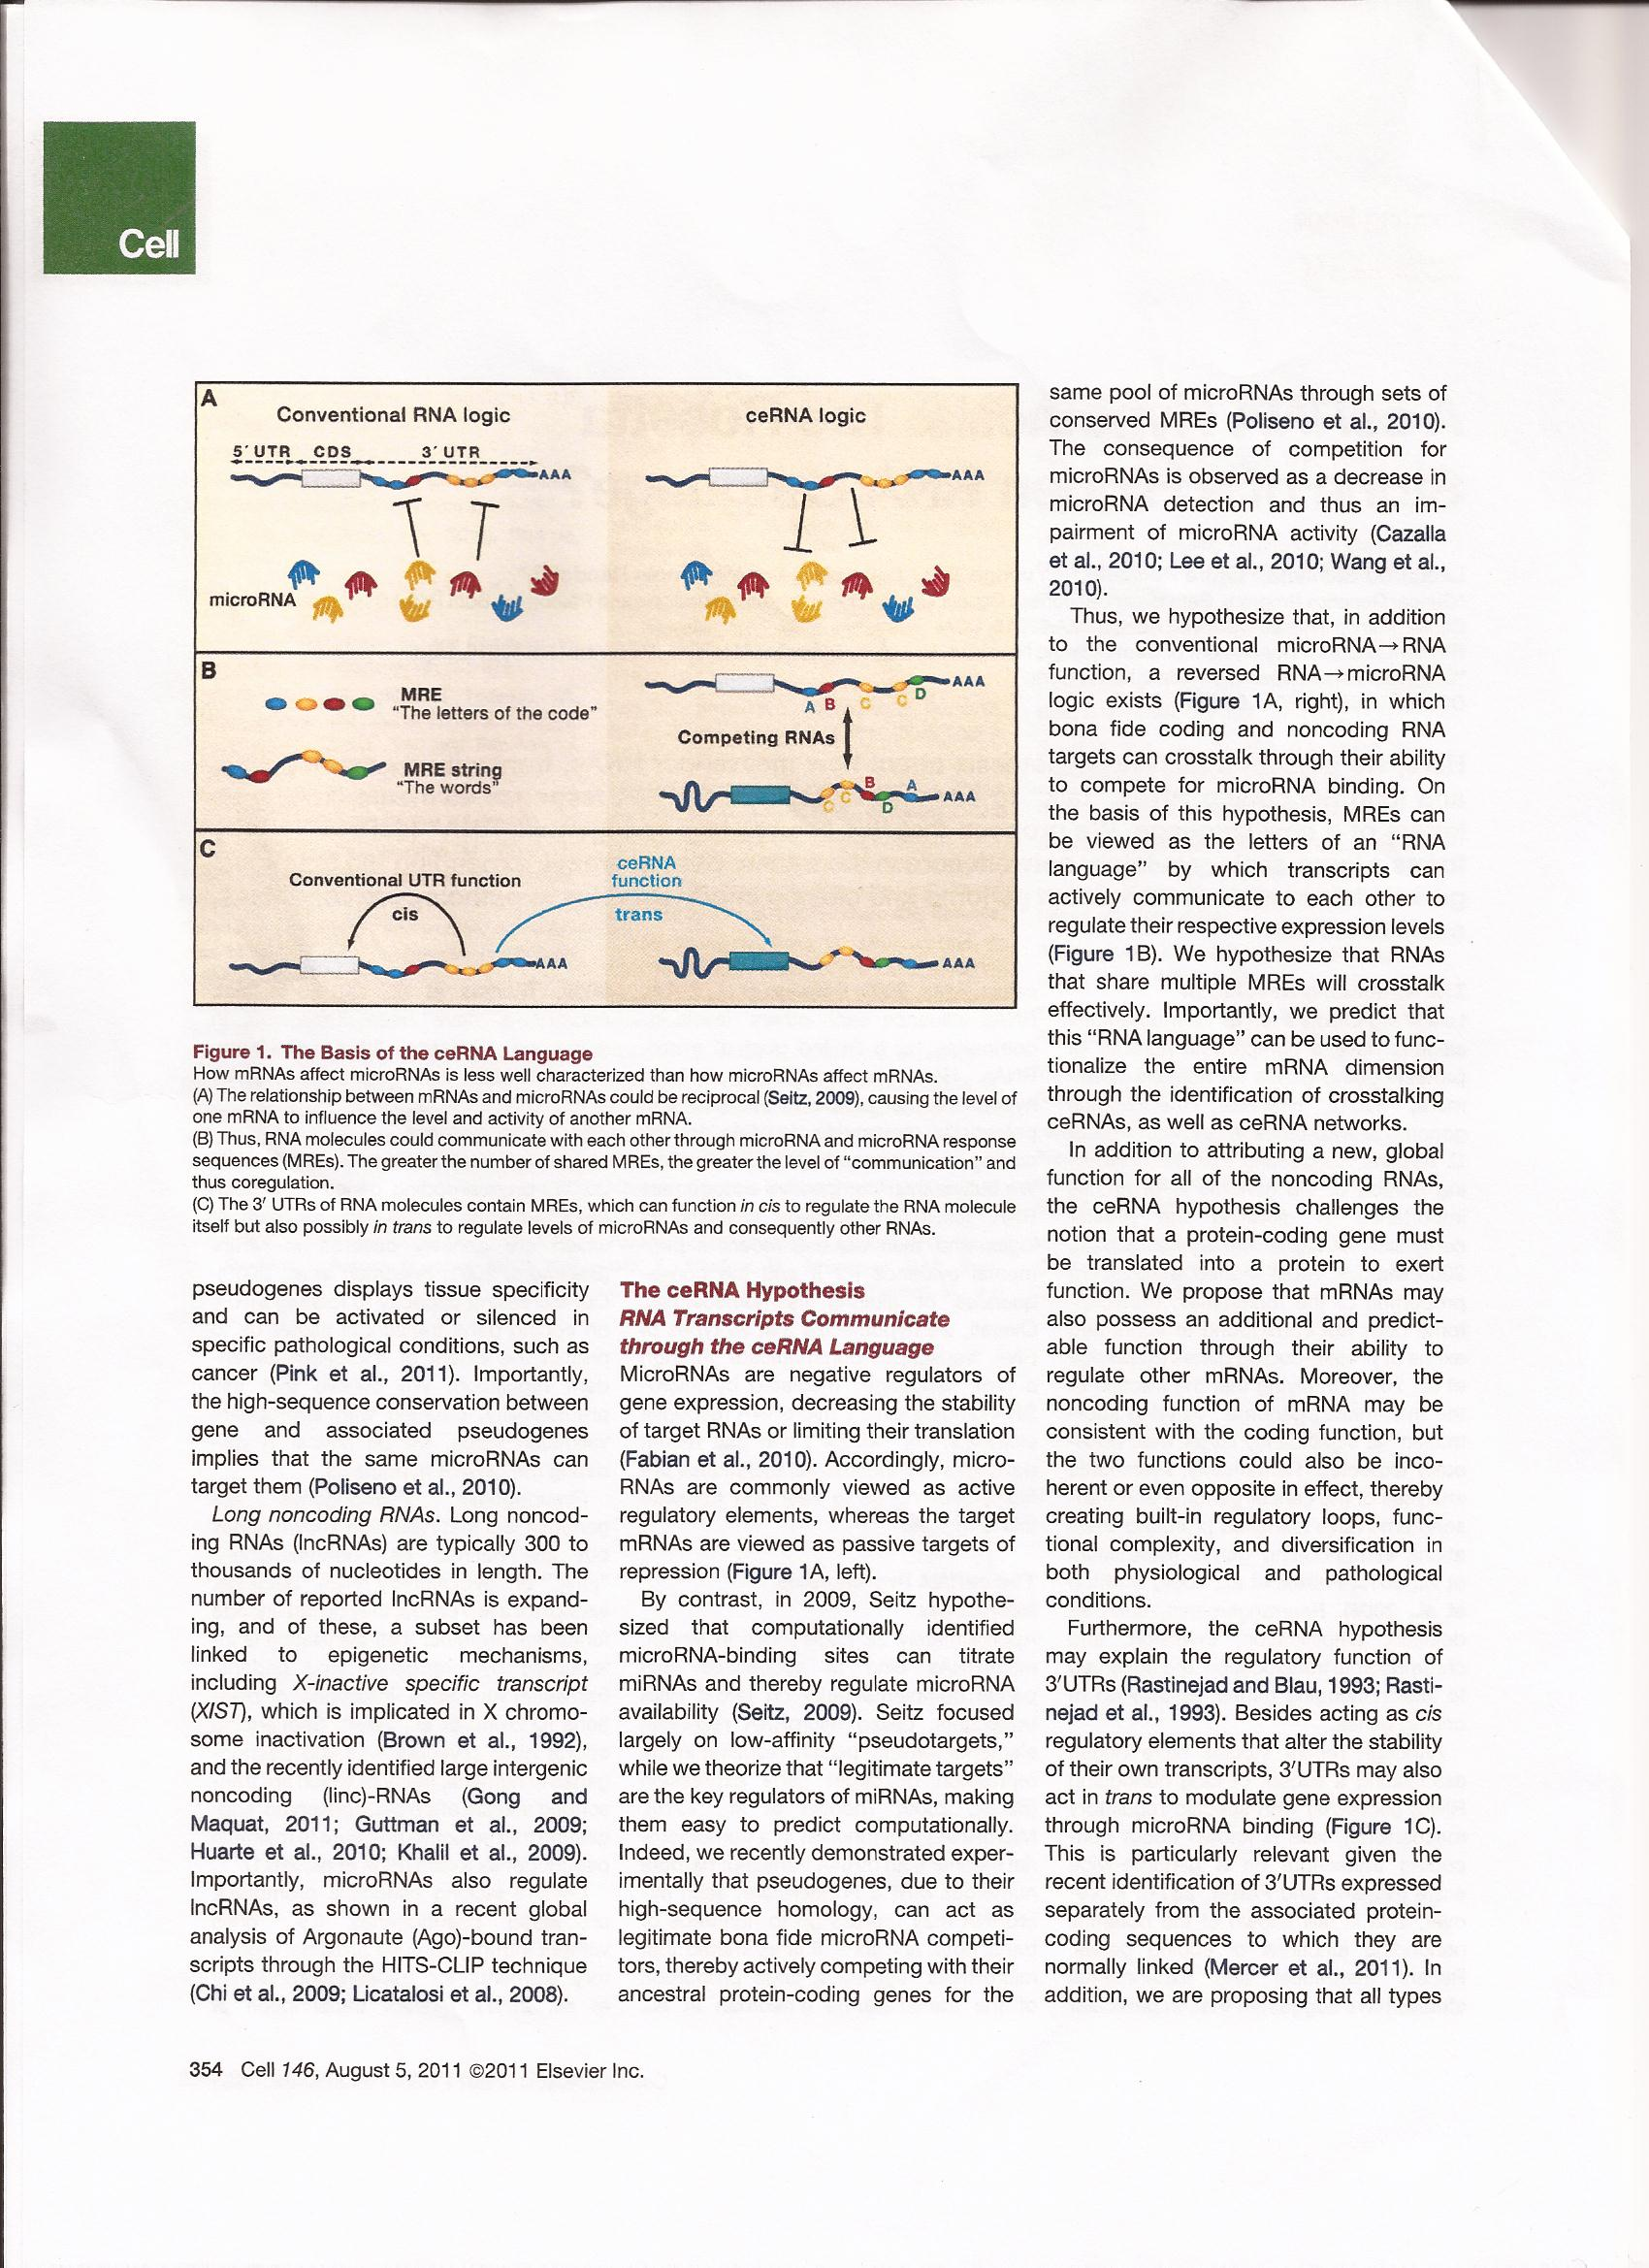 Cell
A
Conventional RNA logic
ceRNA logic
5′ UTR CDS 3′ UTR
AAA
AAA
microRNA
B
MRE
"The letters of the code"
MRE string
"The words"
AAA
A B C C D
Competing RNAs
C C B D A
AAA
C
Conventional UTR function
cis
ceRNA
function
trans
AAA
AAA
Figure 1. The Basis of the ceRNA Language
How mRNAs affect microRNAs is less well characterized than how microRNAs affect mRNAs.
(A) The relationship between mRNAs and microRNAs could be reciprocal (Seitz, 2009), causing the level of
one mRNA to influence the level and activity of another mRNA.
(B) Thus, RNA molecules could communicate with each other through microRNA and microRNA response
sequences (MREs). The greater the number of shared MREs, the greater the level of "communication" and
thus coregulation.
(C) The 3′ UTRs of RNA molecules contain MREs, which can function in cis to regulate the RNA molecule
itself but also possibly in trans to regulate levels of microRNAs and consequently other RNAs.
pseudogenes displays tissue specificity
and can be activated or silenced in
specific pathological conditions, such as
cancer (Pink et al., 2011). Importantly,
the high-sequence conservation between
gene and associated pseudogenes
implies that the same microRNAs can
target them (Poliseno et al., 2010).
Long noncoding RNAs. Long noncod-
ing RNAs (lncRNAs) are typically 300 to
thousands of nucleotides in length. The
number of reported lncRNAs is expand-
ing, and of these, a subset has been
linked to epigenetic mechanisms,
including X-inactive specific transcript
(XIST), which is implicated in X chromo-
some inactivation (Brown et al., 1992),
and the recently identified large intergenic
noncoding (linc)-RNAs (Gong and
Maquat, 2011; Guttman et al., 2009;
Huarte et al., 2010; Khalil et al., 2009).
Importantly, microRNAs also regulate
lncRNAs, as shown in a recent global
analysis of Argonaute (Ago)-bound tran-
scripts through the HITS-CLIP technique
(Chi et al., 2009; Licatalosi et al., 2008).
The ceRNA Hypothesis
RNA Transcripts Communicate
through the ceRNA Language
MicroRNAs are negative regulators of
gene expression, decreasing the stability
of target RNAs or limiting their translation
(Fabian et al., 2010). Accordingly, micro-
RNAs are commonly viewed as active
regulatory elements, whereas the target
mRNAs are viewed as passive targets of
repression (Figure 1A, left).
By contrast, in 2009, Seitz hypothe-
sized that computationally identified
microRNA-binding sites can titrate
miRNAs and thereby regulate microRNA
availability (Seitz, 2009). Seitz focused
largely on low-affinity "pseudotargets,"
while we theorize that "legitimate targets"
are the key regulators of miRNAs, making
them easy to predict computationally.
Indeed, we recently demonstrated exper-
imentally that pseudogenes, due to their
high-sequence homology, can act as
legitimate bona fide microRNA competi-
tors, thereby actively competing with their
ancestral protein-coding genes for the
same pool of microRNAs through sets of
conserved MREs (Poliseno et al., 2010).
The consequence of competition for
microRNAs is observed as a decrease in
microRNA detection and thus an im-
pairment of microRNA activity (Cazalla
et al., 2010; Lee et al., 2010; Wang et al.,
2010).
Thus, we hypothesize that, in addition
to the conventional microRNA→RNA
function, a reversed RNA→microRNA
logic exists (Figure 1A, right), in which
bona fide coding and noncoding RNA
targets can crosstalk through their ability
to compete for microRNA binding. On
the basis of this hypothesis, MREs can
be viewed as the letters of an "RNA
language" by which transcripts can
actively communicate to each other to
regulate their respective expression levels
(Figure 1B). We hypothesize that RNAs
that share multiple MREs will crosstalk
effectively. Importantly, we predict that
this "RNA language" can be used to func-
tionalize the entire mRNA dimension
through the identification of crosstalking
ceRNAs, as well as ceRNA networks.
In addition to attributing a new, global
function for all of the noncoding RNAs,
the ceRNA hypothesis challenges the
notion that a protein-coding gene must
be translated into a protein to exert
function. We propose that mRNAs may
also possess an additional and predict-
able function through their ability to
regulate other mRNAs. Moreover, the
noncoding function of mRNA may be
consistent with the coding function, but
the two functions could also be inco-
herent or even opposite in effect, thereby
creating built-in regulatory loops, func-
tional complexity, and diversification in
both physiological and pathological
conditions.
Furthermore, the ceRNA hypothesis
may explain the regulatory function of
3′UTRs (Rastinejad and Blau, 1993; Rasti-
nejad et al., 1993). Besides acting as cis
regulatory elements that alter the stability
of their own transcripts, 3′UTRs may also
act in trans to modulate gene expression
through microRNA binding (Figure 1C).
This is particularly relevant given the
recent identification of 3′UTRs expressed
separately from the associated protein-
coding sequences to which they are
normally linked (Mercer et al., 2011). In
addition, we are proposing that all types
354 Cell 146, August 5, 2011 ©2011 Elsevier Inc.